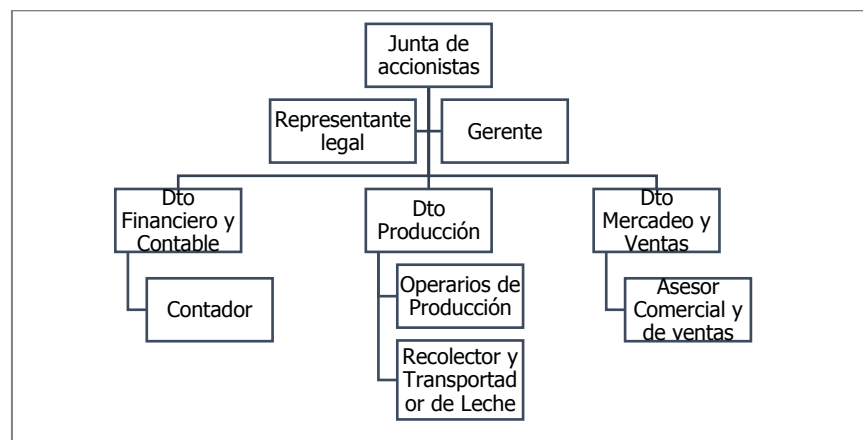 Junta de
accionistas
Representante
legal
Gerente
Dto
Financiero y
Contable
Dto
Producción
Dto
Mercadeo y
Ventas
Contador
Operarios de
Producción
Asesor
Comercial y
de ventas
Recolector y
Transportad
or de Leche